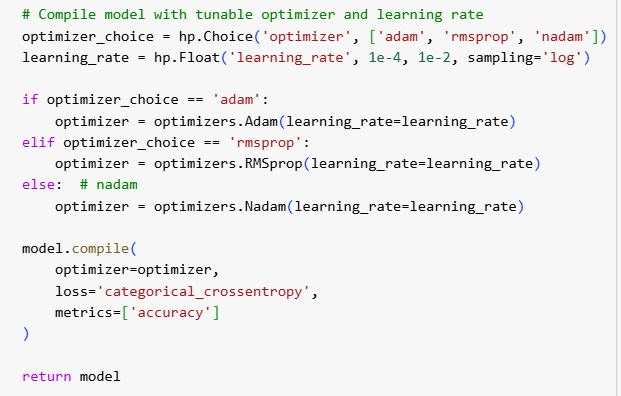 # Compile model with tunable optimizer and learning rate
optimizer_choice = hp.Choice('optimizer', ['adam', 'rmsprop', 'nadam'])
learning_rate = hp.Float('learning_rate', 1e-4, 1e-2, sampling='log')

if optimizer_choice == 'adam':
    optimizer = optimizers.Adam(learning_rate=learning_rate)
elif optimizer_choice == 'rmsprop':
    optimizer = optimizers.RMSprop(learning_rate=learning_rate)
else:  # nadam
    optimizer = optimizers.Nadam(learning_rate=learning_rate)

model.compile(
    optimizer=optimizer,
    loss='categorical_crossentropy',
    metrics=['accuracy']
)

return model